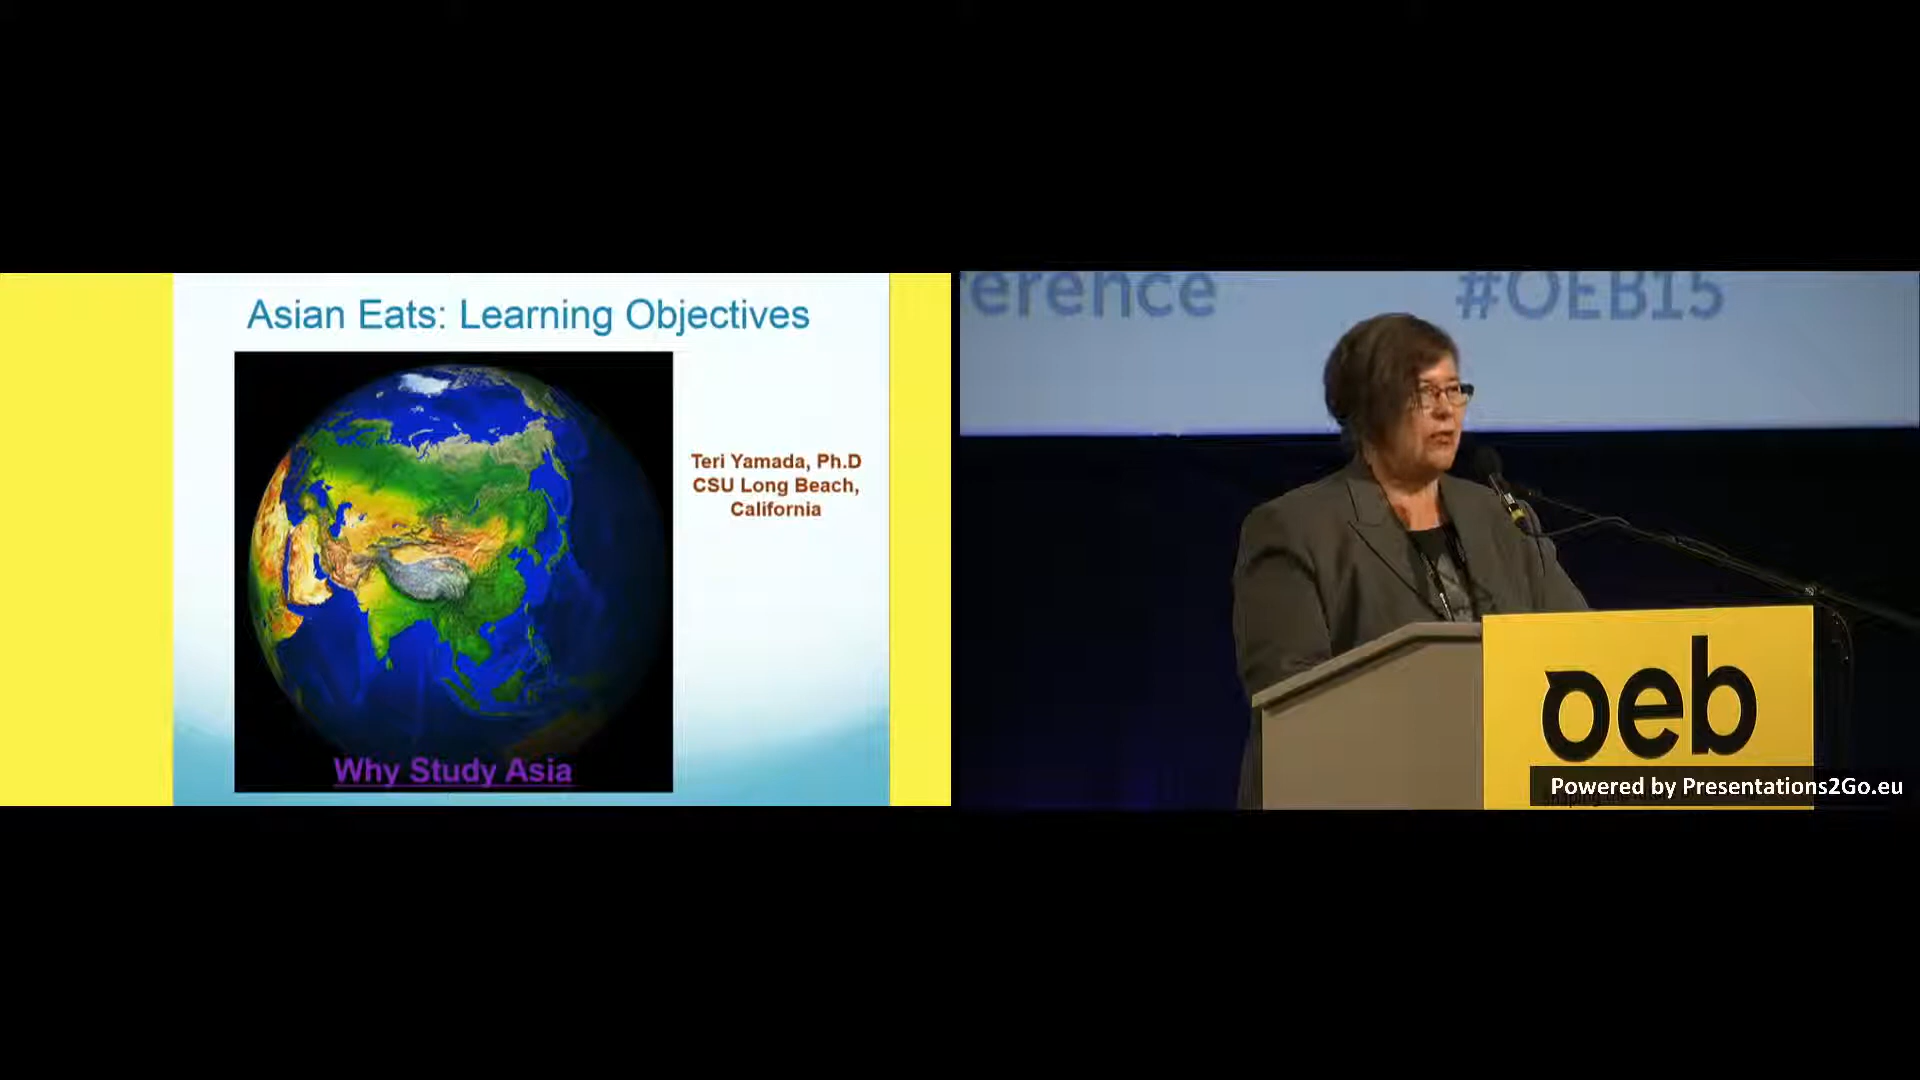 Asian Eats: Learning Objectives
Teri Yamada, Ph.D
CSU Long Beach,
California
Why Study Asia
erence
#OEB15
oeb
Powered by Presentations2Go.eu